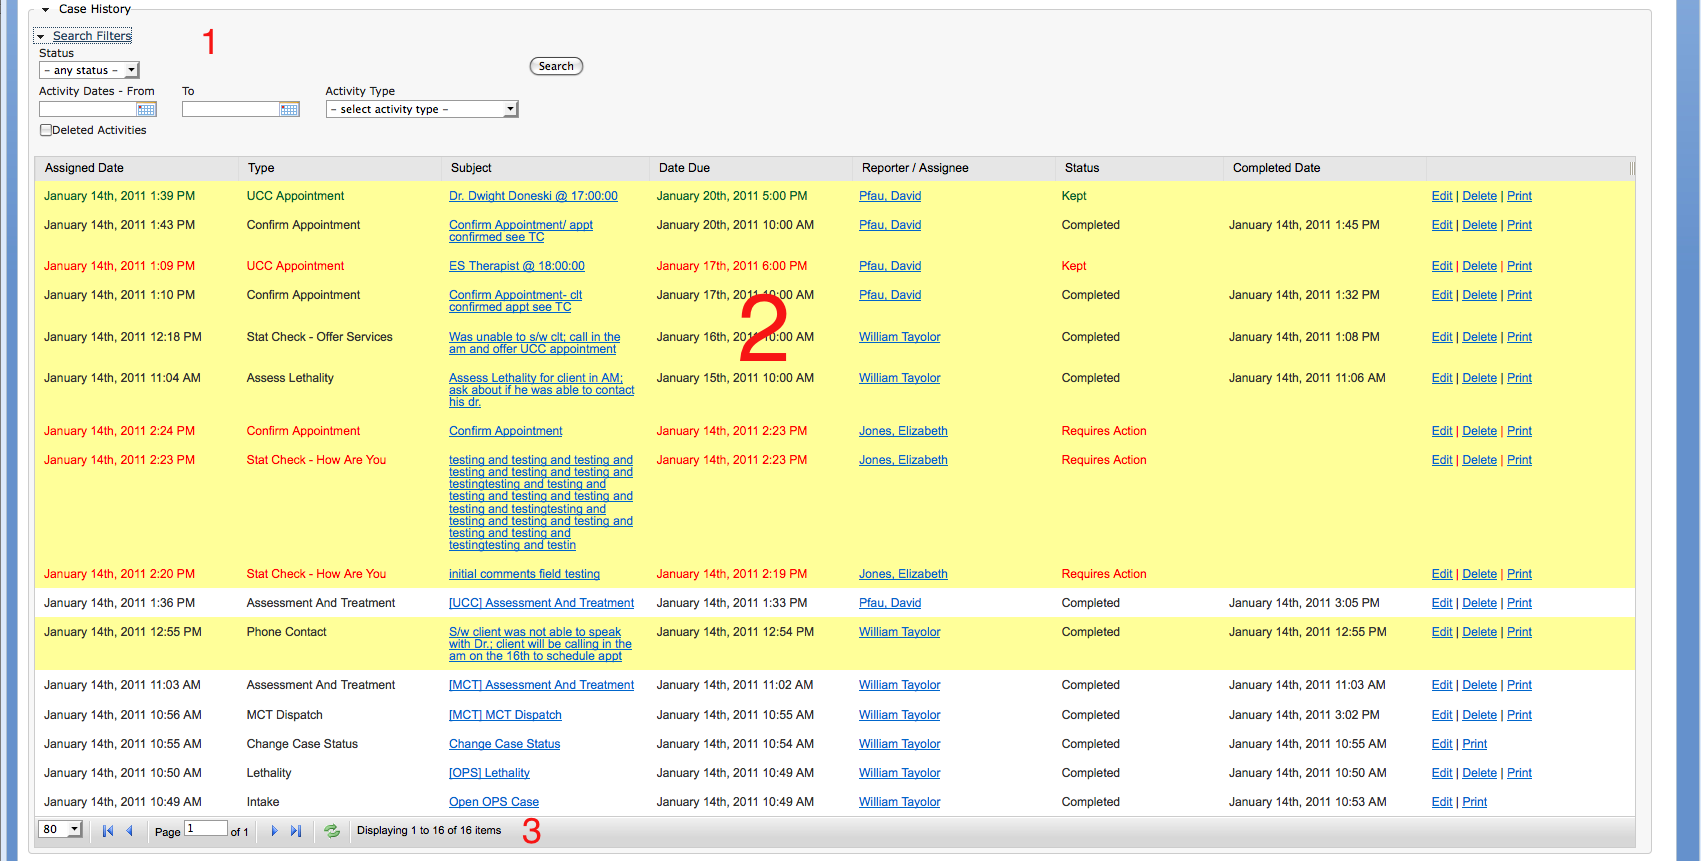 Case History
Search Filters
1
Status
- any status -
Search
Activity Dates - From To Activity Type
- select activity type -
Deleted Activities
Assigned Date Type Subject Date Due Reporter / Assignee Status Completed Date
January 14th, 2011 1:39 PM UCC Appointment Dr. Dwight Doneski @ 17:00:00 January 20th, 2011 5:00 PM Pfau, David Kept Edit | Delete | Print
January 14th, 2011 1:43 PM Confirm Appointment Confirm Appointment/ appt January 20th, 2011 10:00 AM Pfau, David Completed January 14th, 2011 1:45 PM Edit | Delete | Print
confirmed see TC
January 14th, 2011 1:09 PM UCC Appointment ES Therapist @ 18:00:00 January 17th, 2011 6:00 PM Pfau, David Kept Edit | Delete | Print
January 14th, 2011 1:10 PM Confirm Appointment Confirm Appointment- clt January 17th, 2011 10:00 AM Pfau, David Completed January 14th, 2011 1:32 PM Edit | Delete | Print
confirmed appt see TC
2
January 14th, 2011 12:18 PM Stat Check - Offer Services Was unable to s/w clt; call in the January 16th, 2011 10:00 AM William Tayolor Completed January 14th, 2011 1:08 PM Edit | Delete | Print
am and offer UCC appointment
January 14th, 2011 11:04 AM Assess Lethality Assess Lethality for client in AM; January 15th, 2011 10:00 AM William Tayolor Completed January 14th, 2011 11:06 AM Edit | Delete | Print
ask about if he was able to contact
his dr.
January 14th, 2011 2:24 PM Confirm Appointment Confirm Appointment January 14th, 2011 2:23 PM Jones, Elizabeth Requires Action Edit | Delete | Print
January 14th, 2011 2:23 PM Stat Check - How Are You testing and testing and testing and January 14th, 2011 2:23 PM Jones, Elizabeth Requires Action Edit | Delete | Print
testing and testing and testing and
testingtesting and testing and
testing and testing and testing and
testing and testingtesting and
testing and testing and testing and
testing and testing and
testingtesting and testin
January 14th, 2011 2:20 PM Stat Check - How Are You initial comments field testing January 14th, 2011 2:19 PM Jones, Elizabeth Requires Action Edit | Delete | Print
January 14th, 2011 1:36 PM Assessment And Treatment [UCC] Assessment And Treatment January 14th, 2011 1:33 PM Pfau, David Completed January 14th, 2011 3:05 PM Edit | Delete | Print
January 14th, 2011 12:55 PM Phone Contact S/w client was not able to speak January 14th, 2011 12:54 PM William Tayolor Completed January 14th, 2011 12:55 PM Edit | Delete | Print
with Dr.; client will be calling in the
am on the 16th to schedule appt
January 14th, 2011 11:03 AM Assessment And Treatment [MCT] Assessment And Treatment January 14th, 2011 11:02 AM William Tayolor Completed January 14th, 2011 11:03 AM Edit | Delete | Print
January 14th, 2011 10:56 AM MCT Dispatch [MCT] MCT Dispatch January 14th, 2011 10:55 AM William Tayolor Completed January 14th, 2011 3:02 PM Edit | Delete | Print
January 14th, 2011 10:55 AM Change Case Status Change Case Status January 14th, 2011 10:54 AM William Tayolor Completed January 14th, 2011 10:55 AM Edit | Print
January 14th, 2011 10:50 AM Lethality [OPS] Lethality January 14th, 2011 10:49 AM William Tayolor Completed January 14th, 2011 10:50 AM Edit | Delete | Print
January 14th, 2011 10:49 AM Intake Open OPS Case January 14th, 2011 10:49 AM William Tayolor Completed January 14th, 2011 10:53 AM Edit | Print
80 Page 1 of 1 Displaying 1 to 16 of 16 items 3